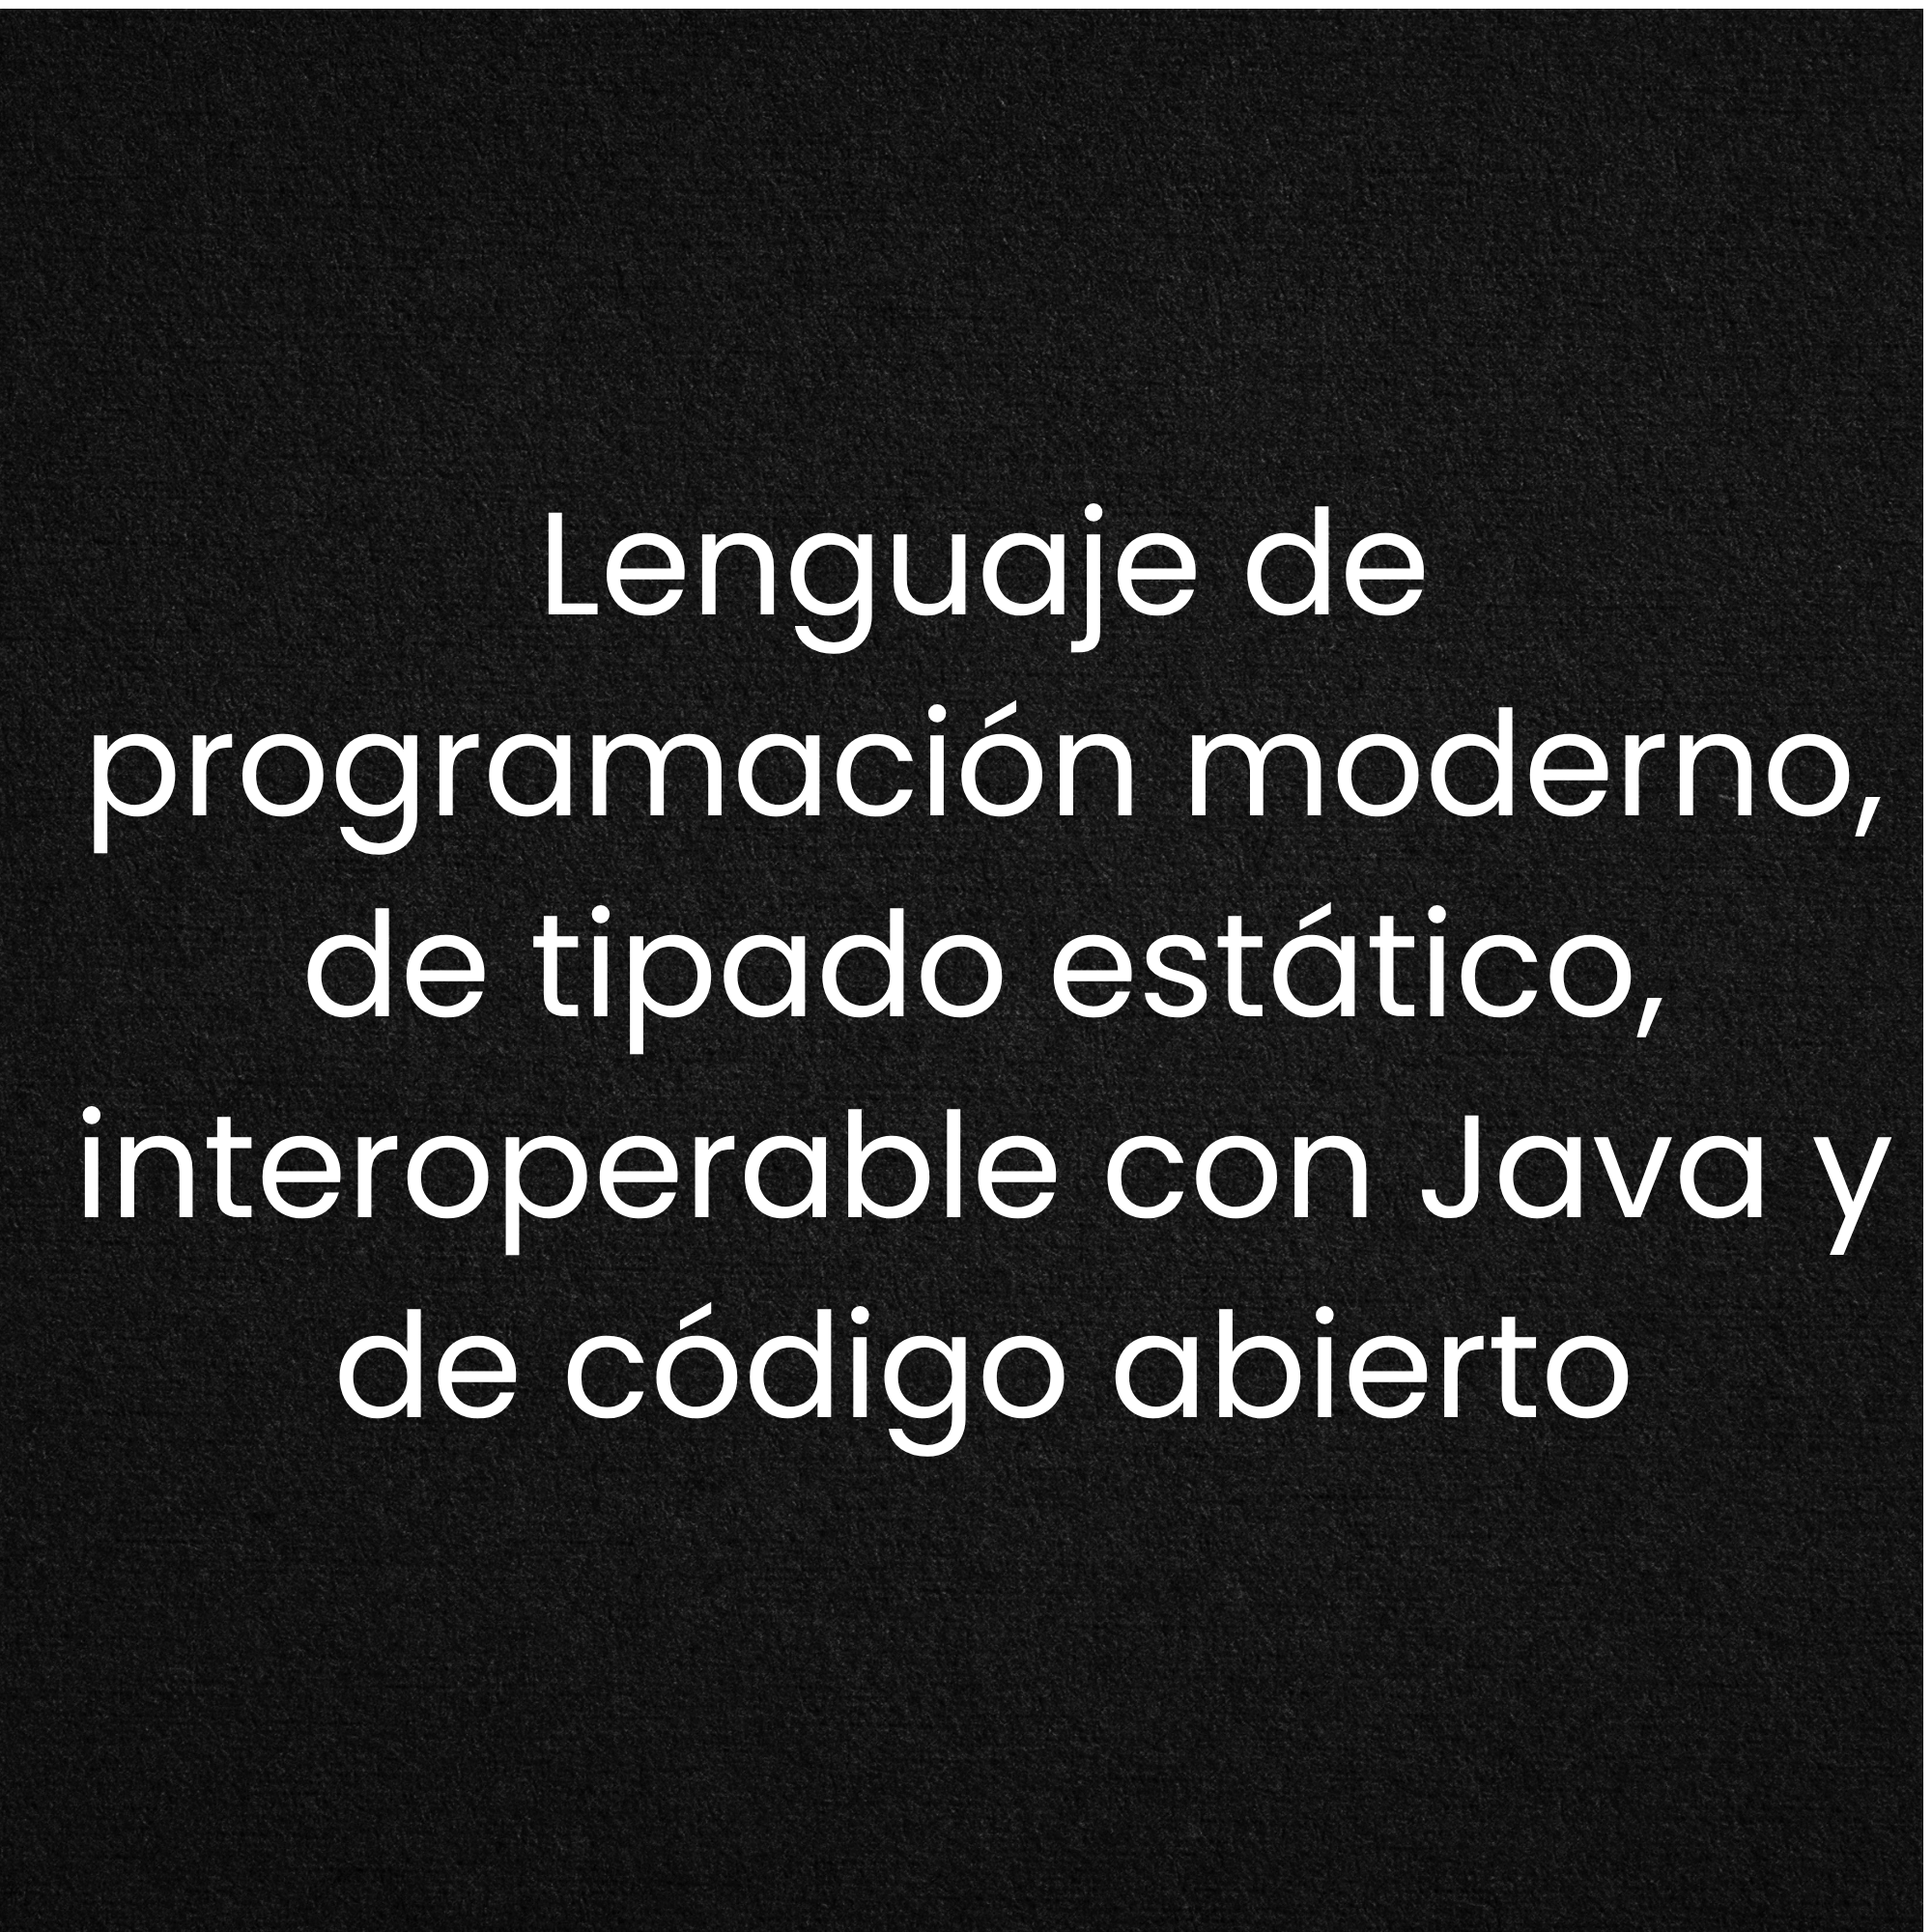 Lenguaje de
programación moderno,
de tipado estático,
interoperable con Java y
de código abierto